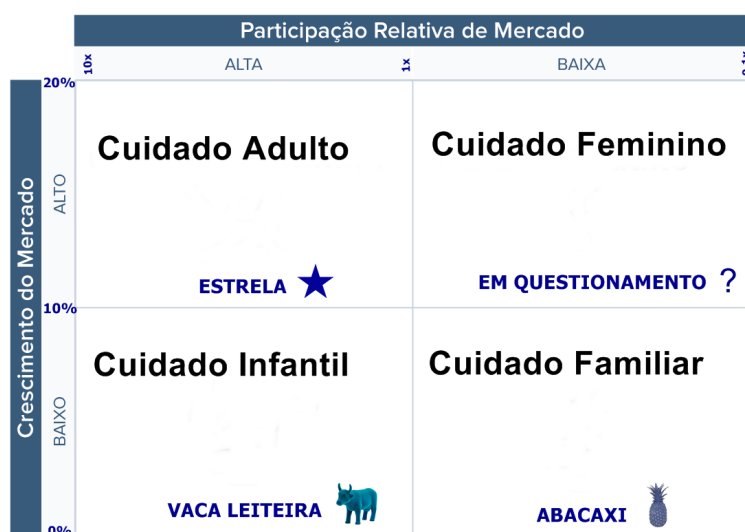 Participação Relativa de Mercado
10x ALTA 1x BAIXA
20%
Crescimento do Mercado
ALTO
Cuidado Adulto
Cuidado Feminino
ESTRELA
EM QUESTIONAMENTO ?
10%
BAIXO
Cuidado Infantil
Cuidado Familiar
VACA LEITEIRA
ABACAXI
0%